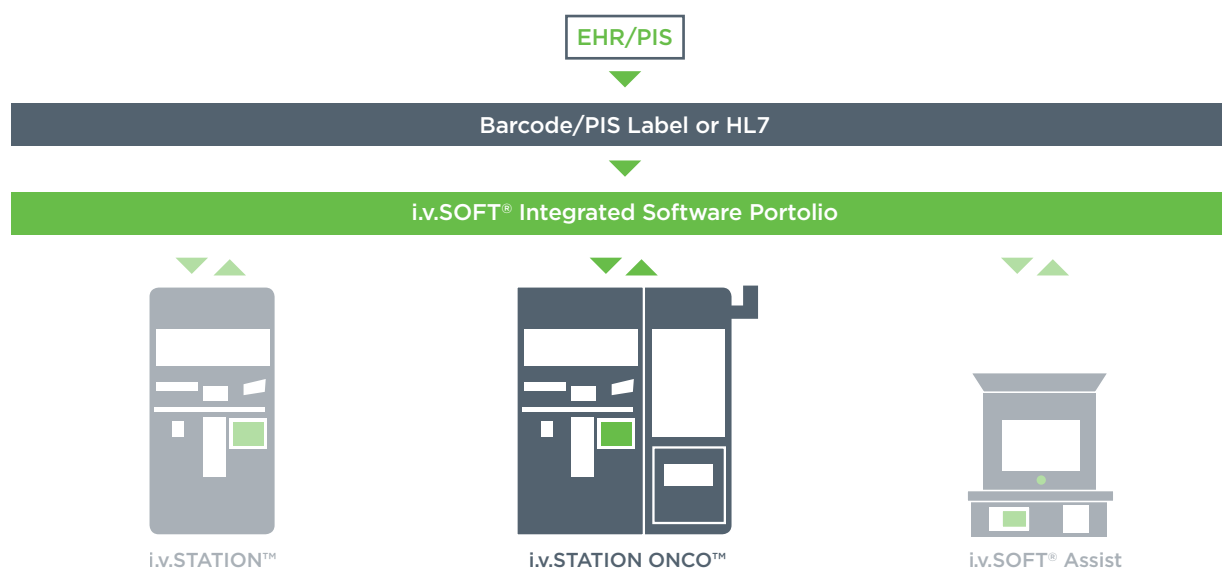 EHR/PIS
Barcode/PIS Label or HL7
i.v.SOFT® Integrated Software Portolio
i.v.STATION™
i.v.STATION ONCO™
i.v.SOFT® Assist